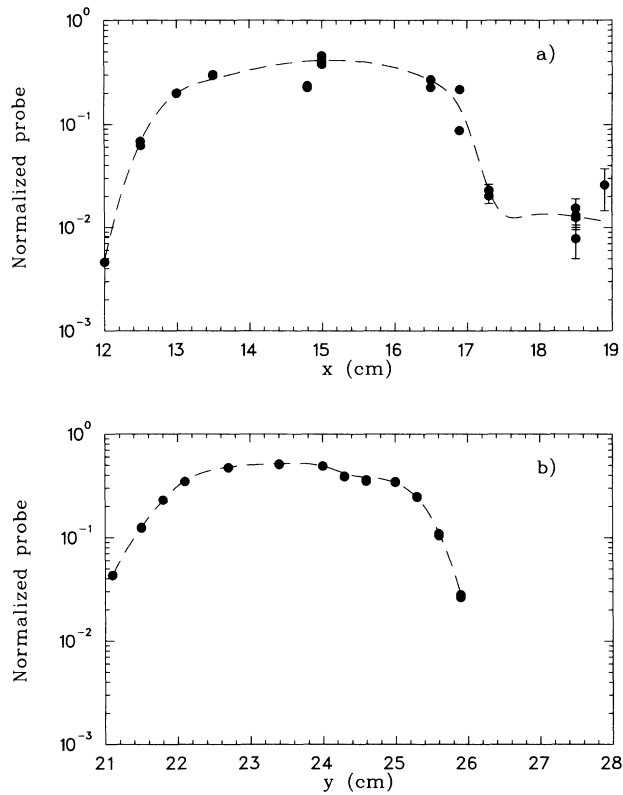 10⁰
a)
10⁻¹
Normalized probe
10⁻²
10⁻³
12 13 14 15 16 17 18 19
x (cm)
10⁰
b)
10⁻¹
Normalized probe
10⁻²
10⁻³
21 22 23 24 25 26 27 28
y (cm)